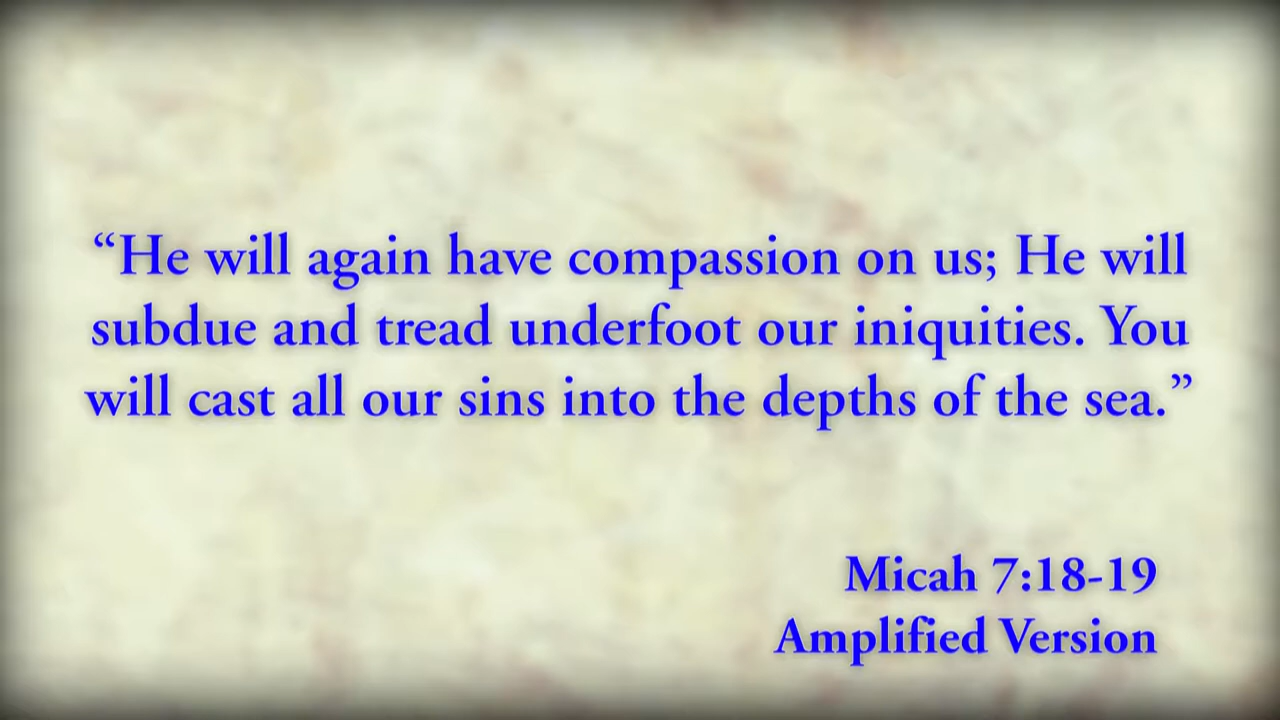 “He will again have compassion on us; He will
subdue and tread underfoot our iniquities. You
will cast all our sins into the depths of the sea.”
Micah 7:18-19
Amplified Version